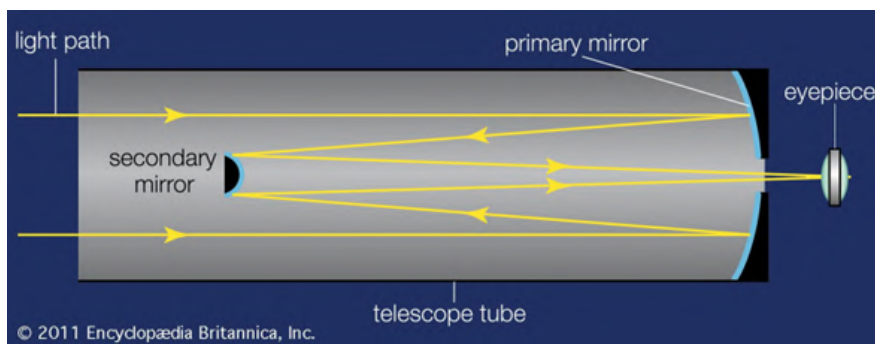 light path
primary mirror
eyepiece
secondary
mirror
telescope tube
© 2011 Encyclopædia Britannica, Inc.